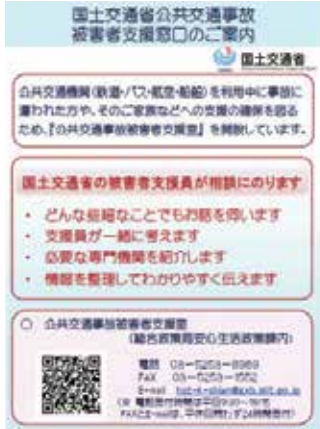 国土交通省公共交通事故
被害者支援窓口のご案内
国土交通省
公共交通機関(鉄道・バス・航空・船舶)を利用中に事故に
遭われた方や、そのご家族などへの支援の確保を図る
ため、『公共交通事故被害者支援室』を開設しています。
国土交通省の被害者支援員が相談にのります
・ どんな些細なことでもお話を伺います
・ 支援員が一緒に考えます
・ 必要な専門機関を紹介します
・ 情報を整理してわかりやすく伝えます
○ 公共交通事故被害者支援室
(総合政策局安心生活政策課内)
電話 03-5253-8969
FAX 03-5253-1552
E-mail